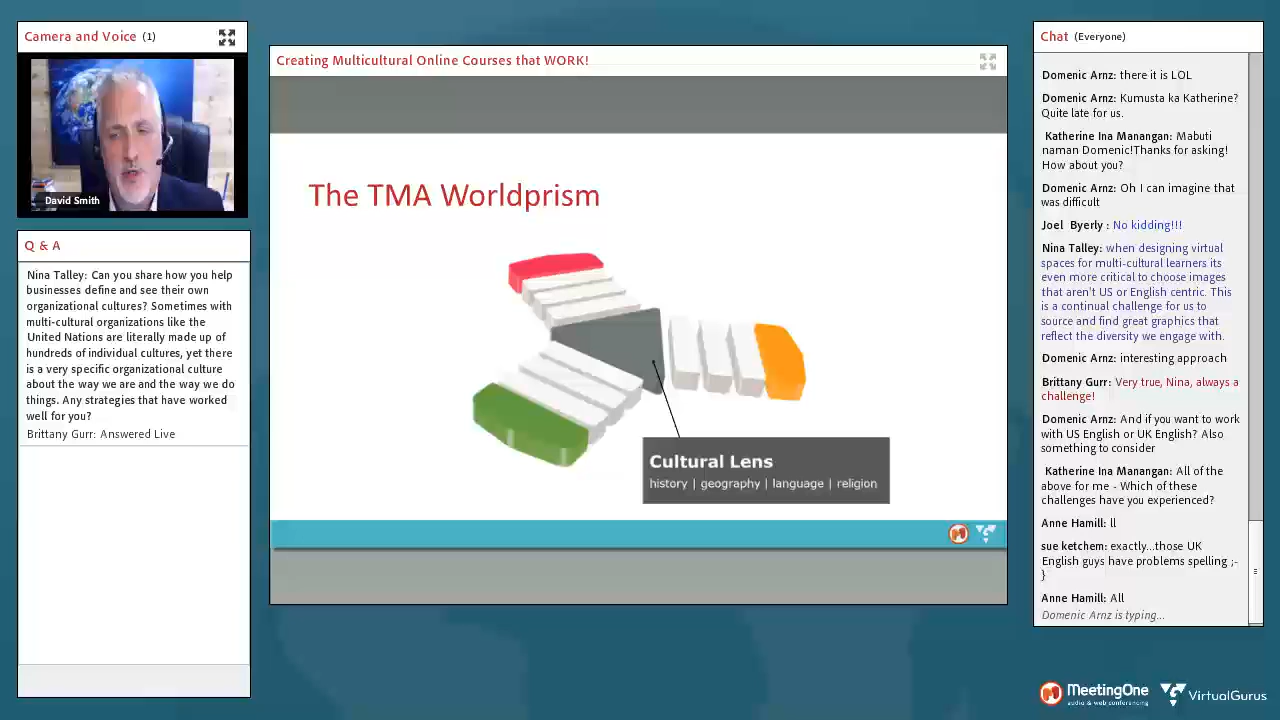 Camera and Voice (1)
David Smith
Q & A
Nina Talley: Can you share how you help
businesses define and see their own
organizational cultures? Sometimes with
multi-cultural organizations like the
United Nations are literally made up of
hundreds of individual cultures, yet there
is a very specific organizational culture
about the way we are and the way we do
things. Any strategies that have worked
well for you?
Brittany Gurr: Answered Live
Creating Multicultural Online Courses that WORK!
The TMA Worldprism
Cultural Lens
history | geography | language | religion
Chat (Everyone)
Domenic Arnz: there it is LOL
Domenic Arnz: Kumusta ka Katherine?
Quite late for us.
Katherine Ina Manangan: Mabuti
naman Domenic!Thanks for asking!
How about you?
Domenic Arnz: Oh I can imagine that
was difficult
Joel Byerly : No kidding!!!
Nina Talley: when designing virtual
spaces for multi-cultural learners its
even more critical to choose images
that aren't US or English centric. This
is a continual challenge for us to
source and find great graphics that
reflect the diversity we engage with.
Domenic Arnz: interesting approach
Brittany Gurr: Very true, Nina, always a
challenge!
Domenic Arnz: And if you want to work
with US English or UK English? Also
something to consider
Katherine Ina Manangan: All of the
above for me - Which of these
challenges have you experienced?
Anne Hamill: ll
sue ketchem: exactly...those UK
English guys have problems spelling ;-
}
Anne Hamill: All
Domenic Arnz is typing...
MeetingOne
audio & web conferencing
VirtualGurus